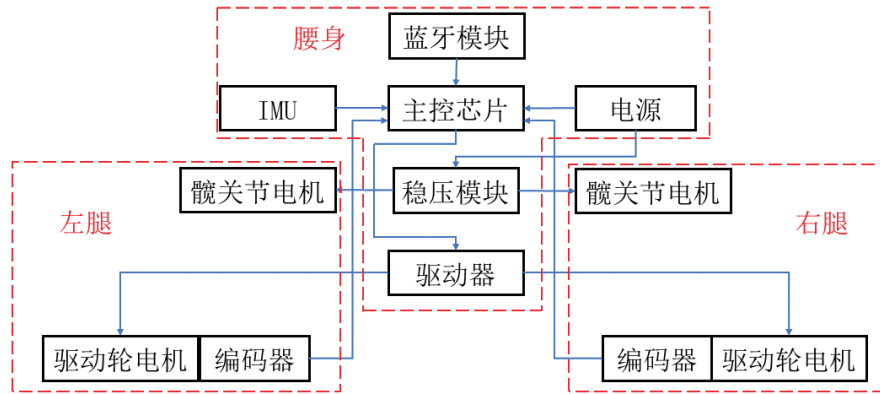 腰身
蓝牙模块
IMU
主控芯片
电源
髋关节电机
稳压模块
髋关节电机
左腿
右腿
驱动器
驱动轮电机
编码器
编码器
驱动轮电机